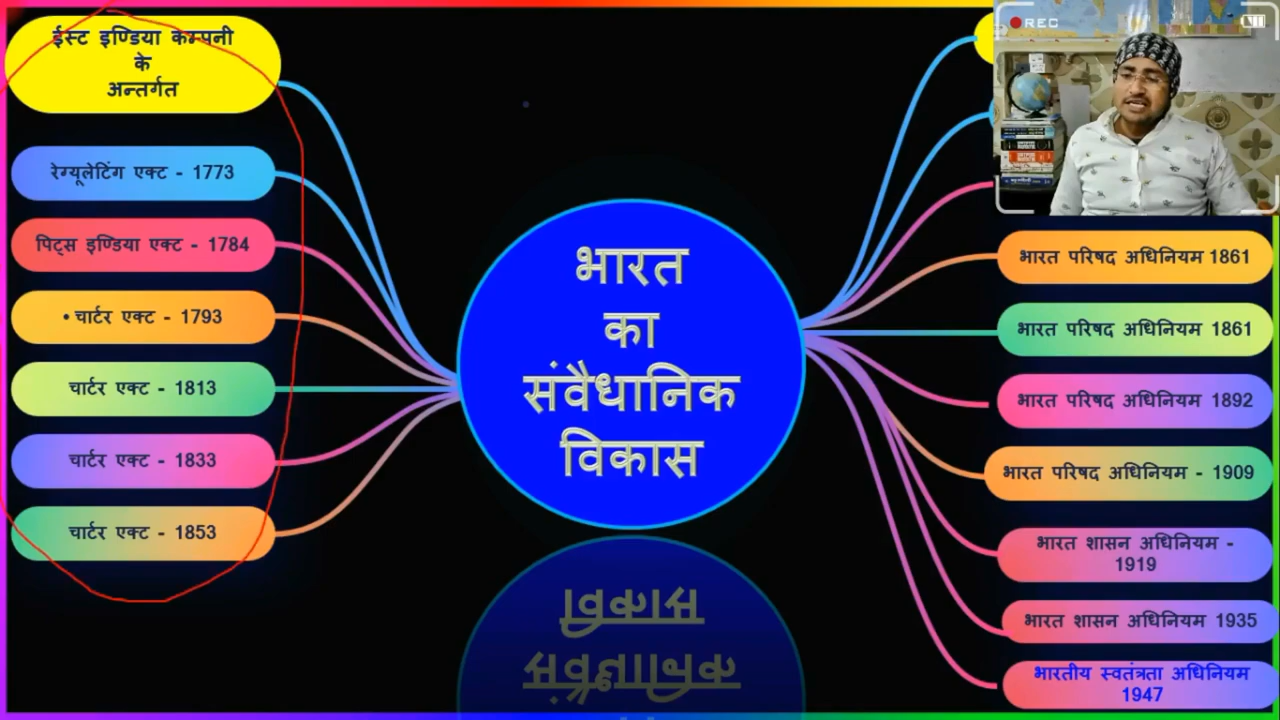 ईस्ट इण्डिया कम्पनी
के
अन्तर्गत
रेग्यूलेटिंग एक्ट - 1773
पिट्स इण्डिया एक्ट - 1784
• चार्टर एक्ट - 1793
चार्टर एक्ट - 1813
चार्टर एक्ट - 1833
चार्टर एक्ट - 1853
भारत
का
संवैधानिक
विकास
REC
भारत परिषद अधिनियम 1861
भारत परिषद अधिनियम 1861
भारत परिषद अधिनियम 1892
भारत परिषद अधिनियम - 1909
भारत शासन अधिनियम -
1919
भारत शासन अधिनियम 1935
भारतीय स्वतंत्रता अधिनियम
1947